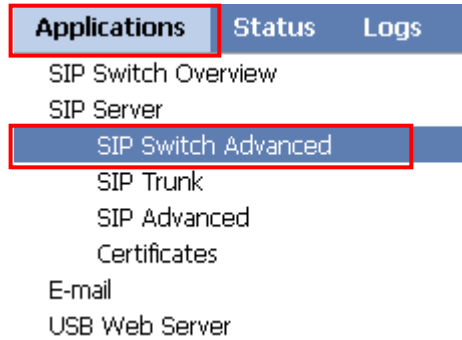 Applications Status Logs
SIP Switch Overview
SIP Server
SIP Switch Advanced
SIP Trunk
SIP Advanced
Certificates
E-mail
USB Web Server